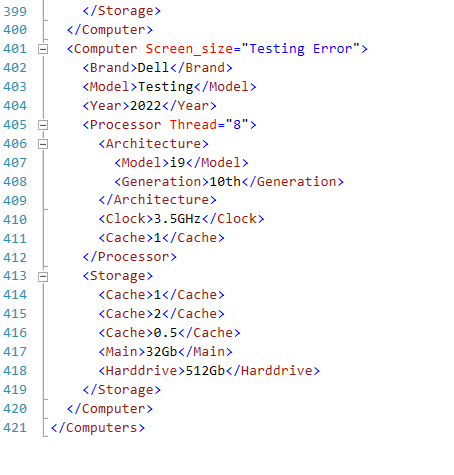 399 </Storage>
400 </Computer>
401 <Computer Screen_size="Testing Error">
402 <Brand>Dell</Brand>
403 <Model>Testing</Model>
404 <Year>2022</Year>
405 <Processor Thread="8">
406 <Architecture>
407 <Model>i9</Model>
408 <Generation>10th</Generation>
409 </Architecture>
410 <Clock>3.5GHz</Clock>
411 <Cache>1</Cache>
412 </Processor>
413 <Storage>
414 <Cache>1</Cache>
415 <Cache>2</Cache>
416 <Cache>0.5</Cache>
417 <Main>32Gb</Main>
418 <Harddrive>512Gb</Harddrive>
419 </Storage>
420 </Computer>
421 </Computers>